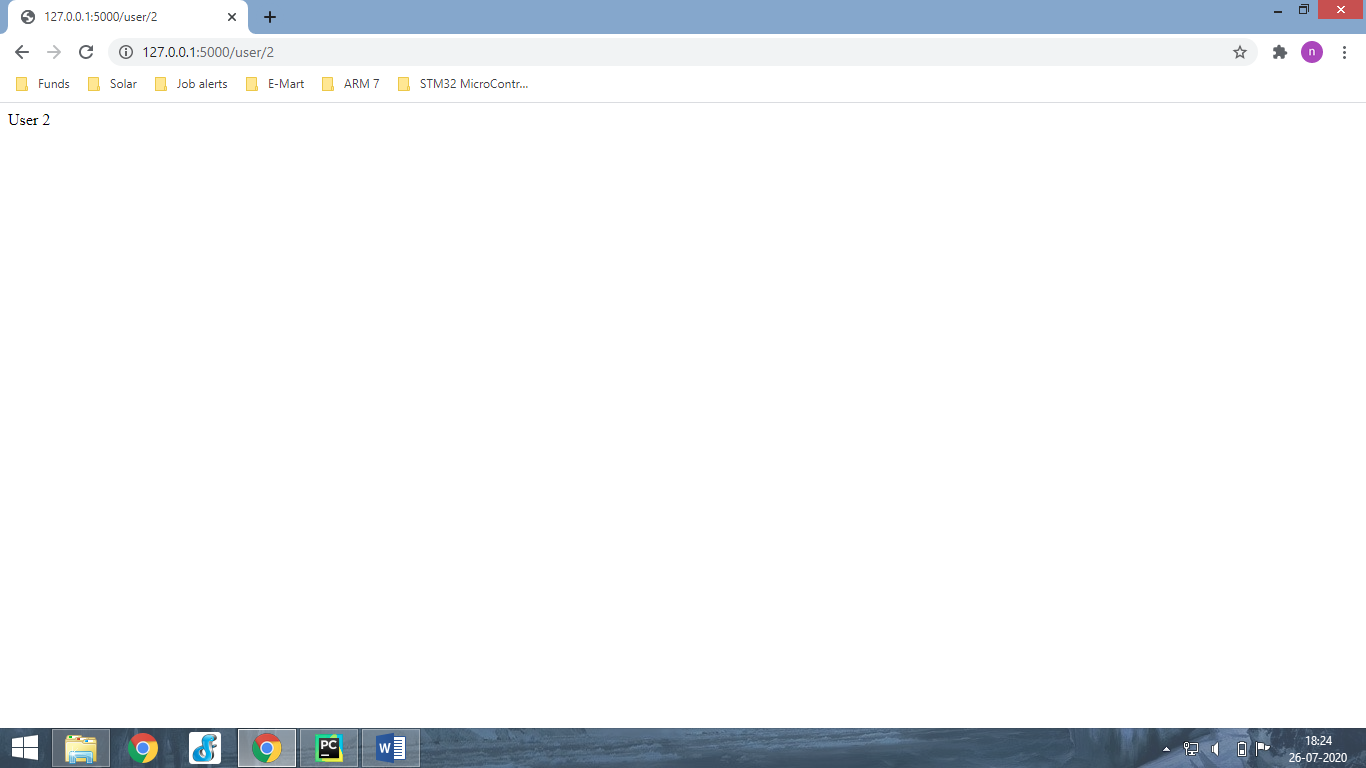 127.0.0.1:5000/user/2
127.0.0.1:5000/user/2
n
Funds
Solar
Job alerts
E-Mart
ARM 7
STM32 MicroContr...
User 2
PC
W
18:24
26-07-2020